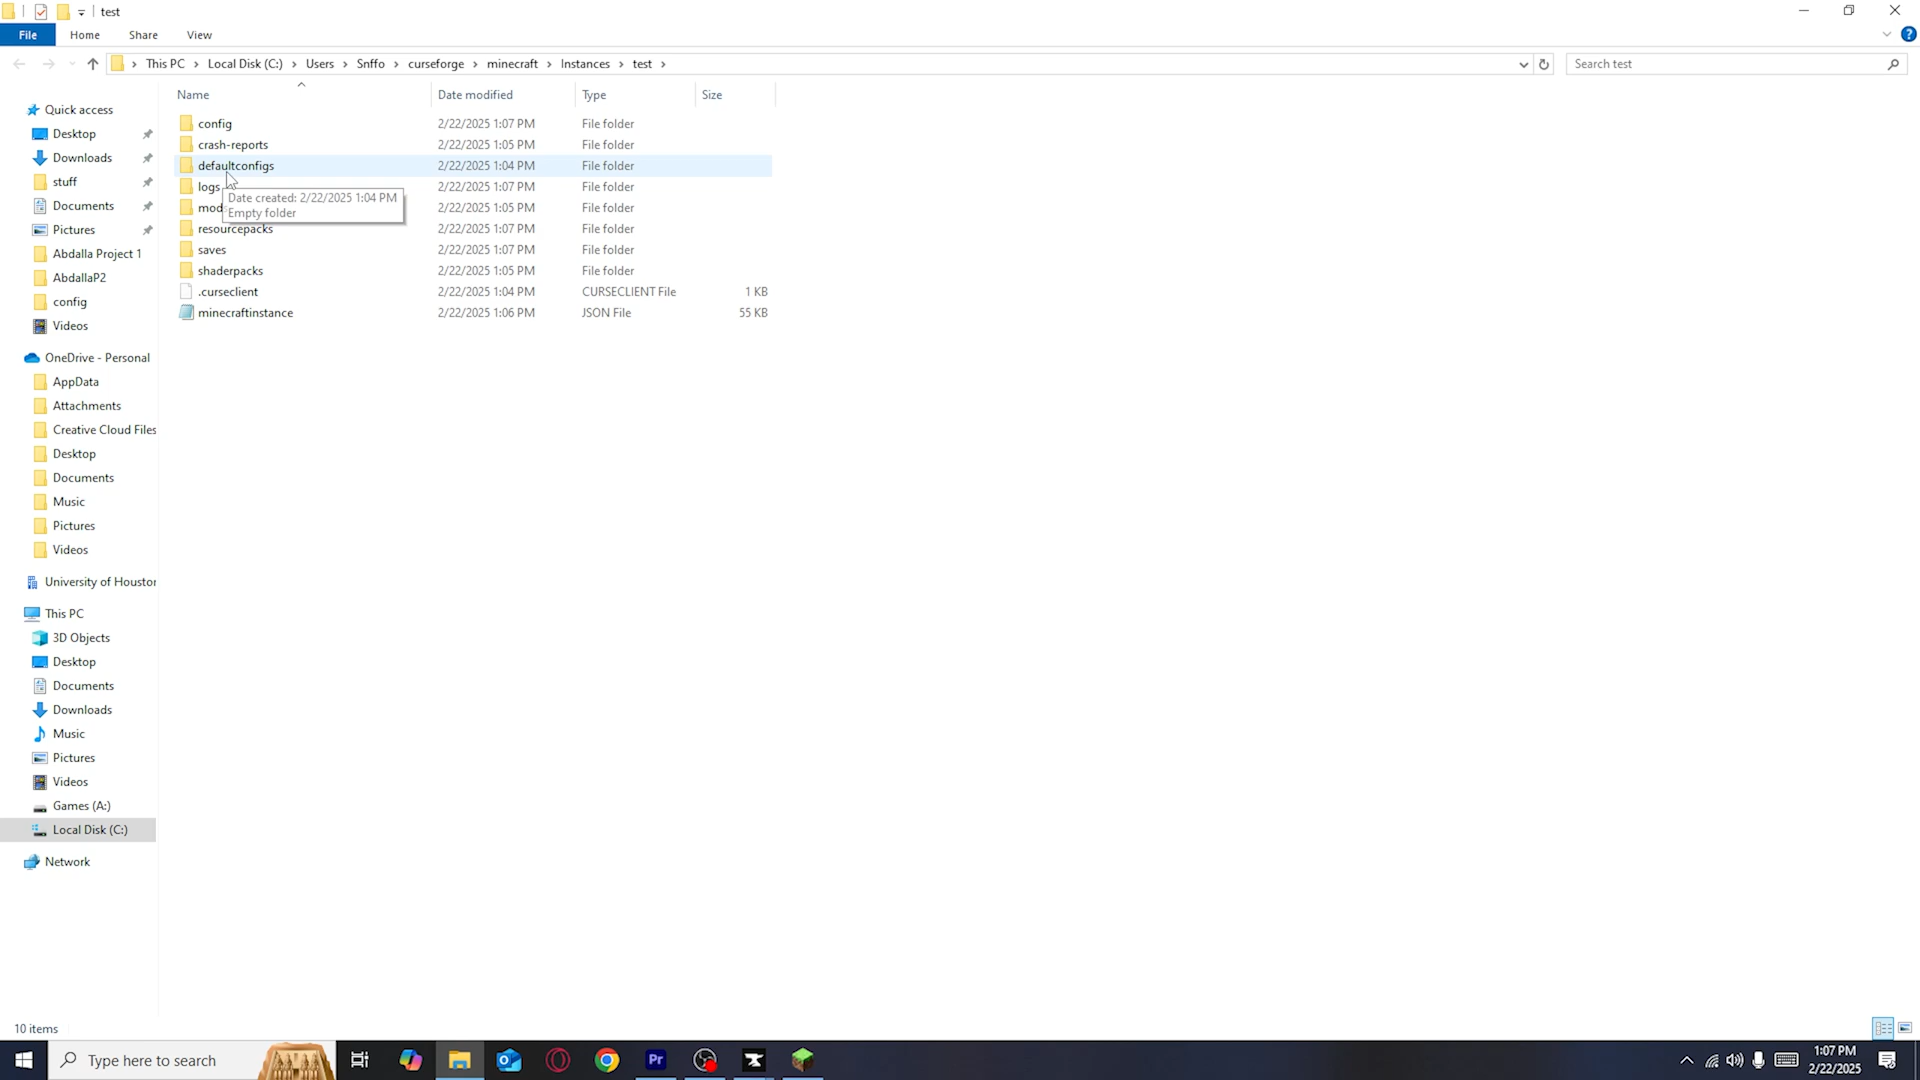 test
File Home Share View
This PC Local Disk (C:) Users Snffo curseforge minecraft Instances test
Search test
Name Date modified Type Size
config 2/22/2025 1:07 PM File folder
crash-reports 2/22/2025 1:05 PM File folder
defaultconfigs 2/22/2025 1:04 PM File folder
logs 2/22/2025 1:07 PM File folder
Date created: 2/22/2025 1:04 PM
Empty folder
mods 2/22/2025 1:05 PM File folder
resourcepacks 2/22/2025 1:07 PM File folder
saves 2/22/2025 1:07 PM File folder
shaderpacks 2/22/2025 1:05 PM File folder
.curseclient 2/22/2025 1:04 PM CURSECLIENT File 1 KB
minecraftinstance 2/22/2025 1:06 PM JSON File 55 KB
Quick access
Desktop
Downloads
stuff
Documents
Pictures
Abdalla Project 1
AbdallaP2
config
Videos
OneDrive - Personal
AppData
Attachments
Creative Cloud Files
Desktop
Documents
Music
Pictures
Videos
University of Houston
This PC
3D Objects
Desktop
Documents
Downloads
Music
Pictures
Videos
Games (A:)
Local Disk (C:)
Network
10 items
Type here to search
Pr
1:07 PM
2/22/2025